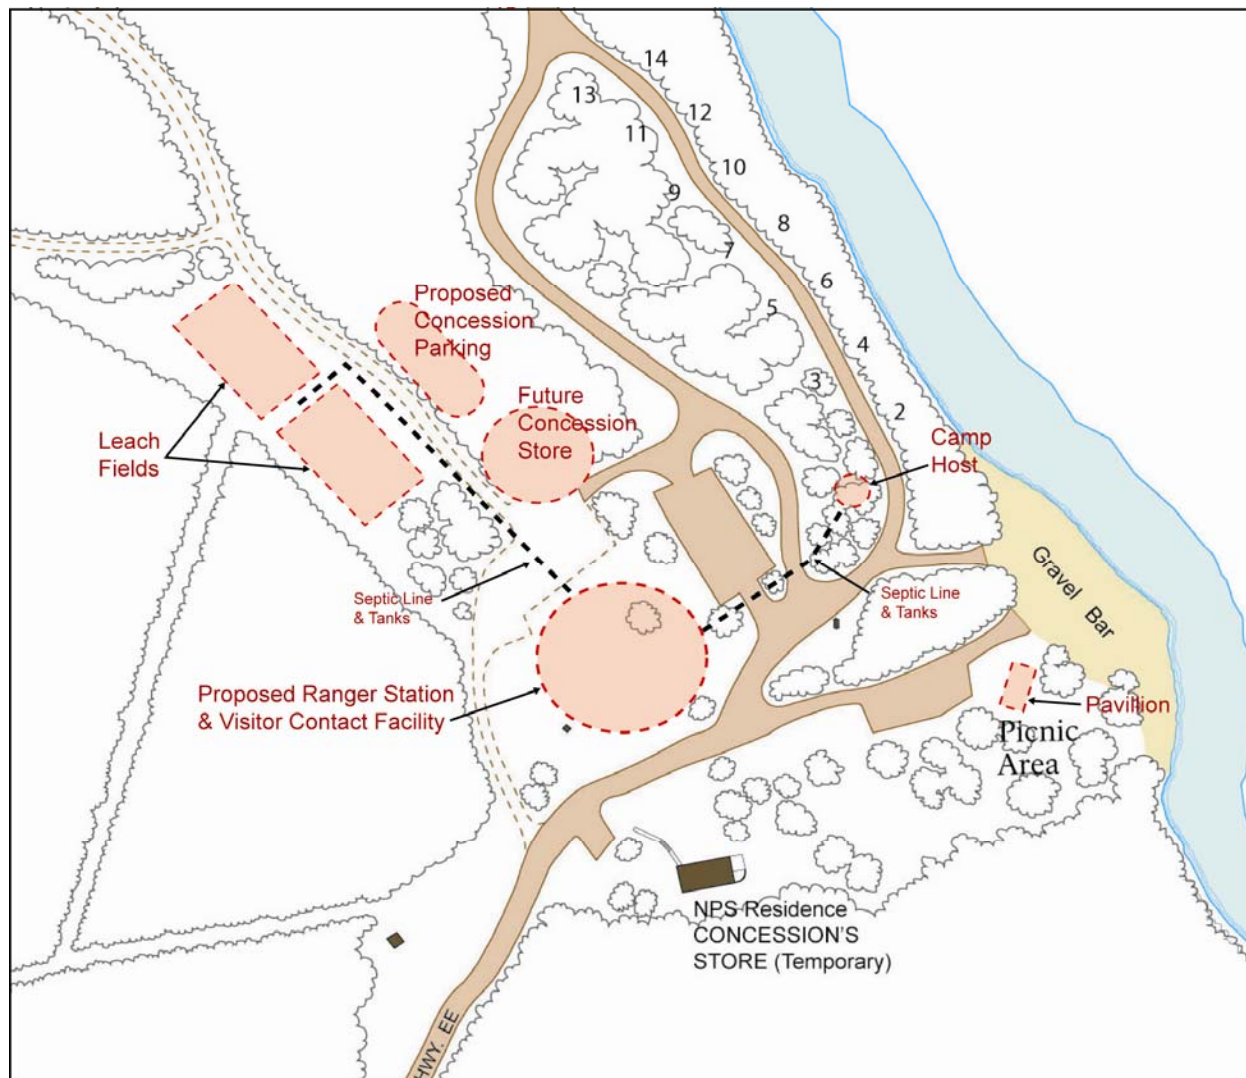 14
13
12
11
10
9
8
7
6
5
4
3
2
Proposed
Concession
Parking
Future
Concession
Store
Leach
Fields
Camp
Host
Gravel Bar
Septic Line
& Tanks
Septic Line
& Tanks
Proposed Ranger Station
& Visitor Contact Facility
Pavillion
Picnic
Area
NPS Residence
CONCESSION'S
STORE (Temporary)
HWY. EE